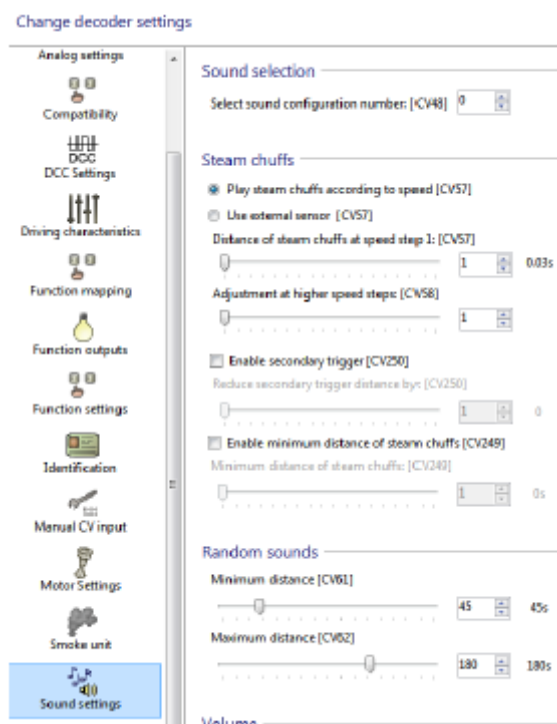 Change decoder settings
Analog settings
Compatibility
DCC
DCC Settings
Driving characteristics
Function mapping
Function outputs
Function settings
Identification
Manual CV input
Motor Settings
Smoke unit
Sound settings
Sound selection
Select sound configuration number: [CV48] 0
Steam chuffs
Play steam chuffs according to speed [CV57]
Use external sensor [CV57]
Distance of steam chuffs at speed step 1: [CV57]
1 0.03s
Adjustment at higher speed steps: [CV58]
1
Enable secondary trigger [CV250]
Reduce secondary trigger distance by: [CV250]
1 0
Enable minimum distance of steam chuffs [CV249]
Minimum distance of steam chuffs: [CV249]
1 0s
Random sounds
Minimum distance [CV61]
45 45s
Maximum distance [CV62]
180 180s
Volume